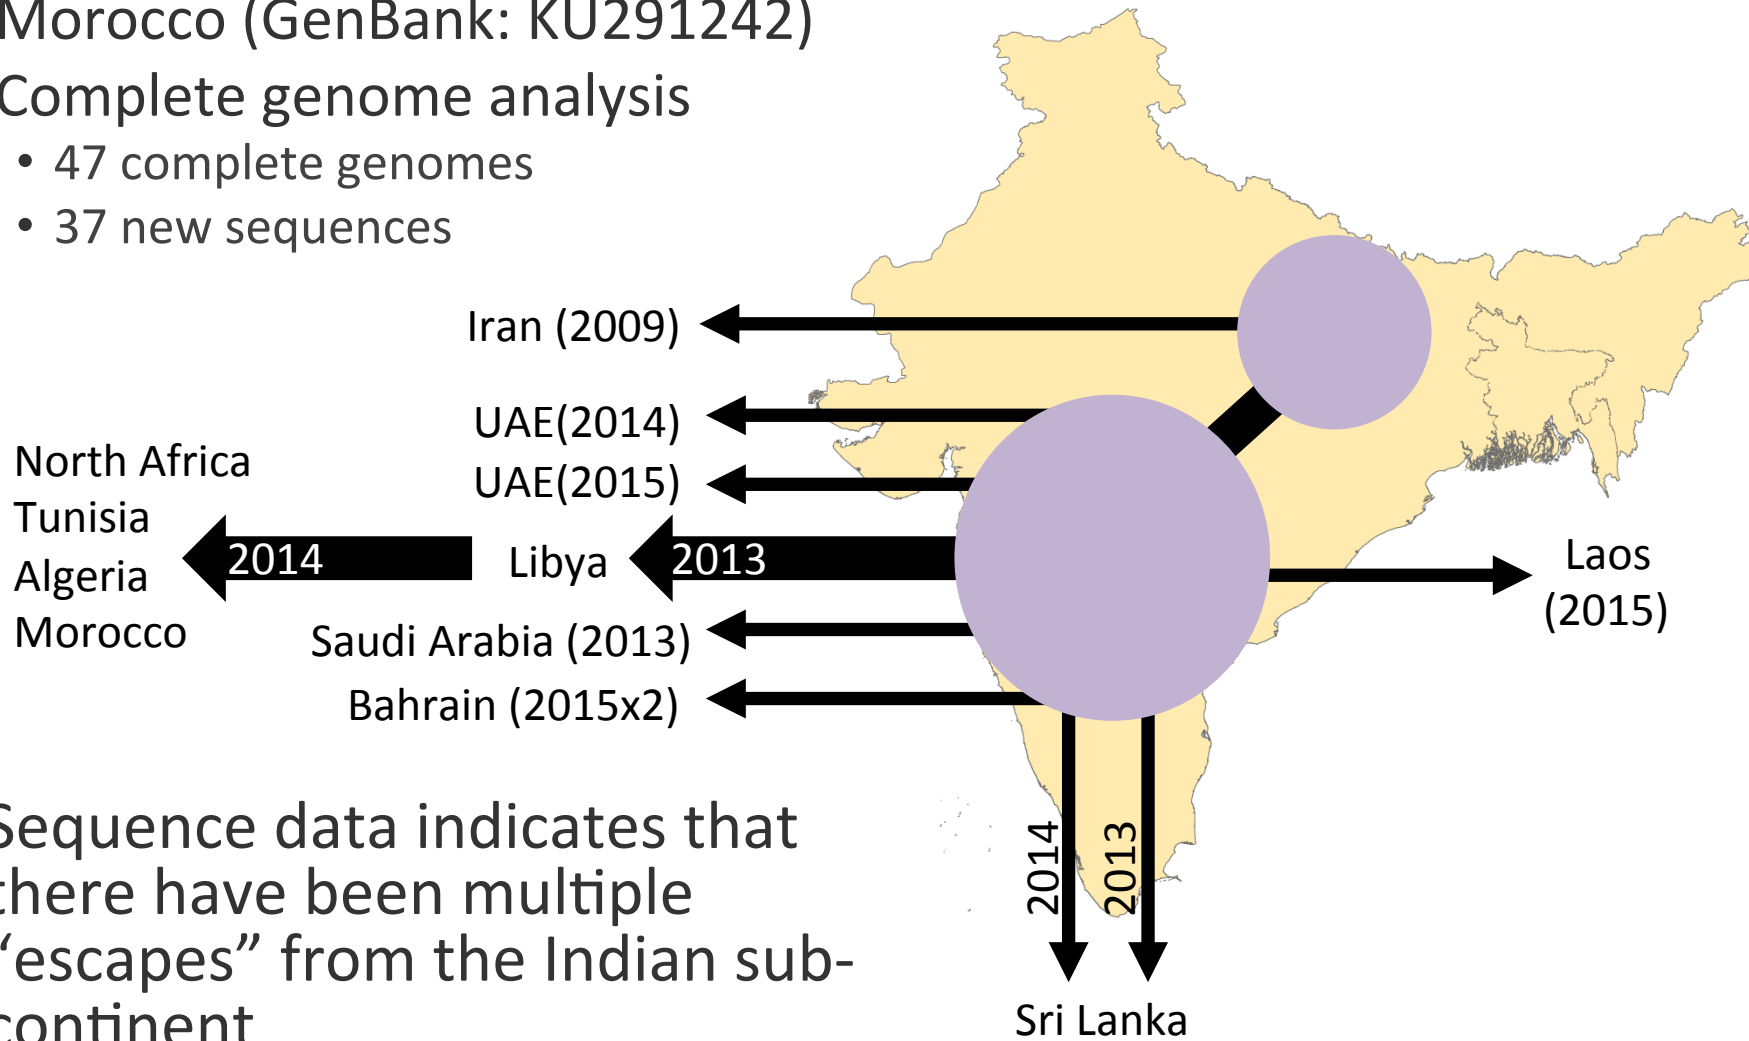 Morocco (GenBank: KU291242)
Complete genome analysis
• 47 complete genomes
• 37 new sequences
Iran (2009)
UAE(2014)
UAE(2015)
North Africa
Tunisia
Algeria
Morocco
2014
Libya
2013
Saudi Arabia (2013)
Bahrain (2015x2)
Laos
(2015)
2014
2013
Sri Lanka
Sequence data indicates that
there have been multiple
“escapes” from the Indian sub-
continent